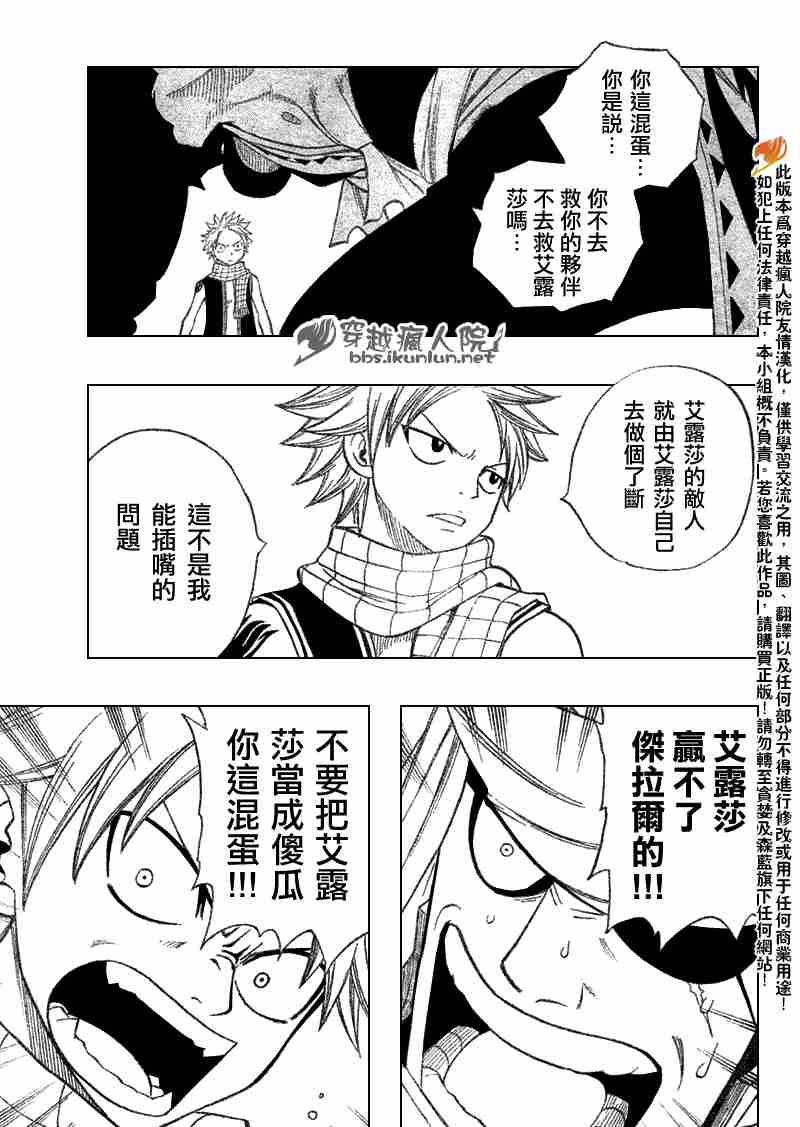 你這混蛋…
你是說…
你不去
救你的夥伴
不去救艾露
莎嗎…
穿越瘋人院
bbs.ikunlun.net
艾露莎的敵人
就由艾露莎自己
去做個了斷
這不是我
能插嘴的
問題
艾露莎
贏不了
傑拉爾的!!!
不要把艾露
莎當成傻瓜
你這混蛋!!!
此版本爲穿越瘋人院友情漢化，僅供學習交流之用，其圖、翻譯以及任何部分不得進行修改或用于任何商業用途！
如犯上任何法律責任，本小組概不負責。若您喜歡此作品，請購買正版！請勿轉至貪婪及森藍旗下任何網站！